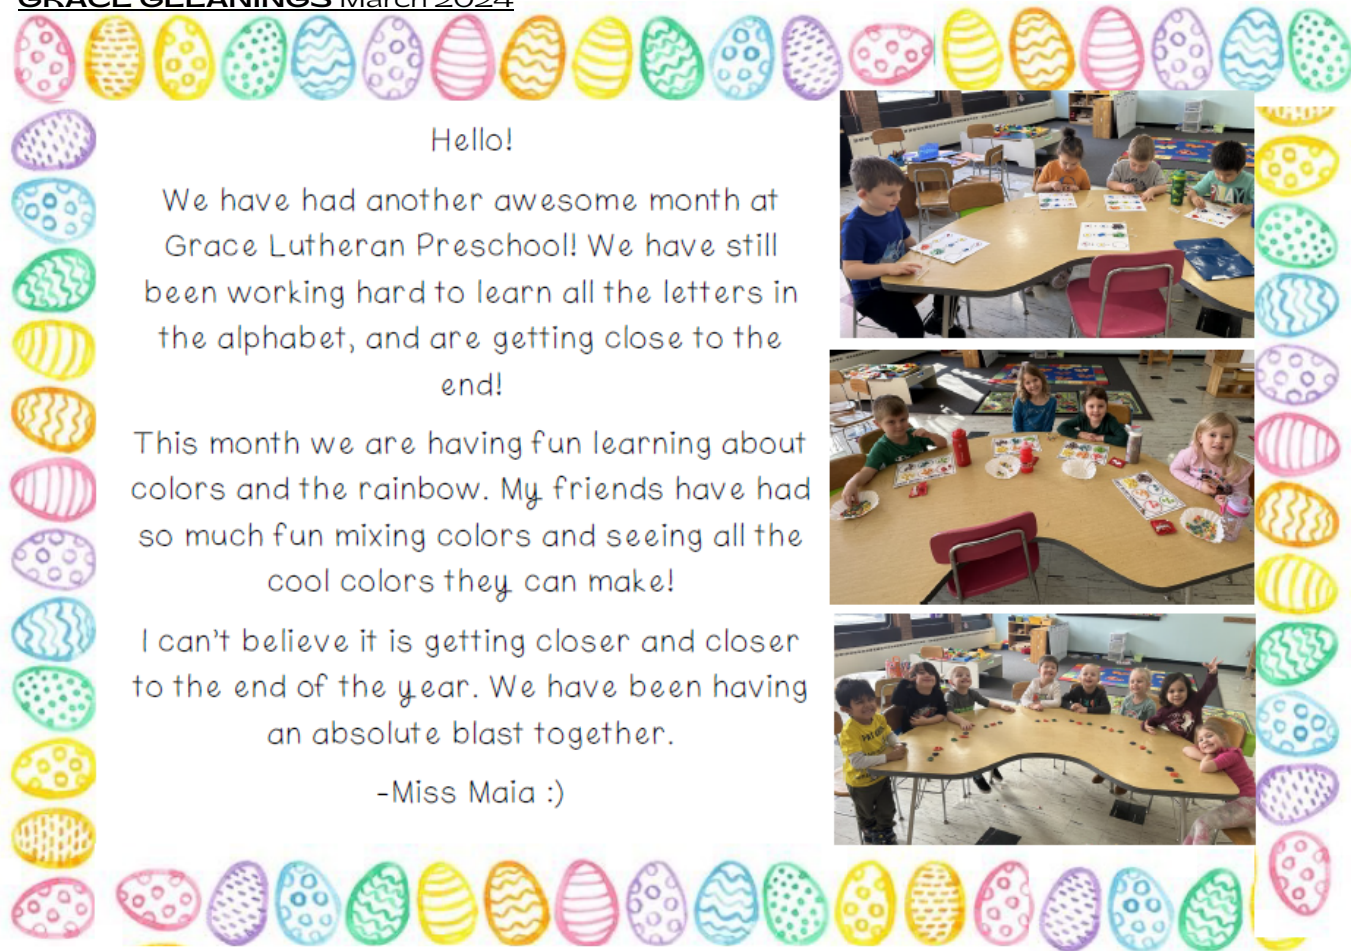 GRACE GLEANINGS March 2024
Hello!
We have had another awesome month at
Grace Lutheran Preschool! We have still
been working hard to learn all the letters in
the alphabet, and are getting close to the
end!
This month we are having fun learning about
colors and the rainbow. My friends have had
so much fun mixing colors and seeing all the
cool colors they can make!
I can't believe it is getting closer and closer
to the end of the year. We have been having
an absolute blast together.
-Miss Maia :)